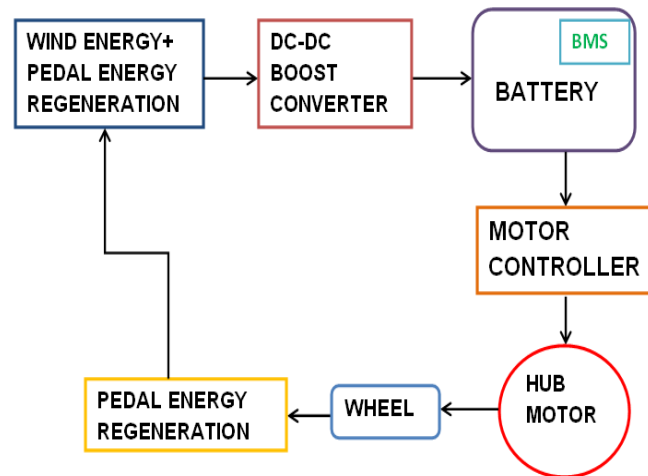 WIND ENERGY+
PEDAL ENERGY
REGENERATION
DC-DC
BOOST
CONVERTER
BMS
BATTERY
MOTOR
CONTROLLER
HUB
MOTOR
WHEEL
PEDAL ENERGY
REGENERATION